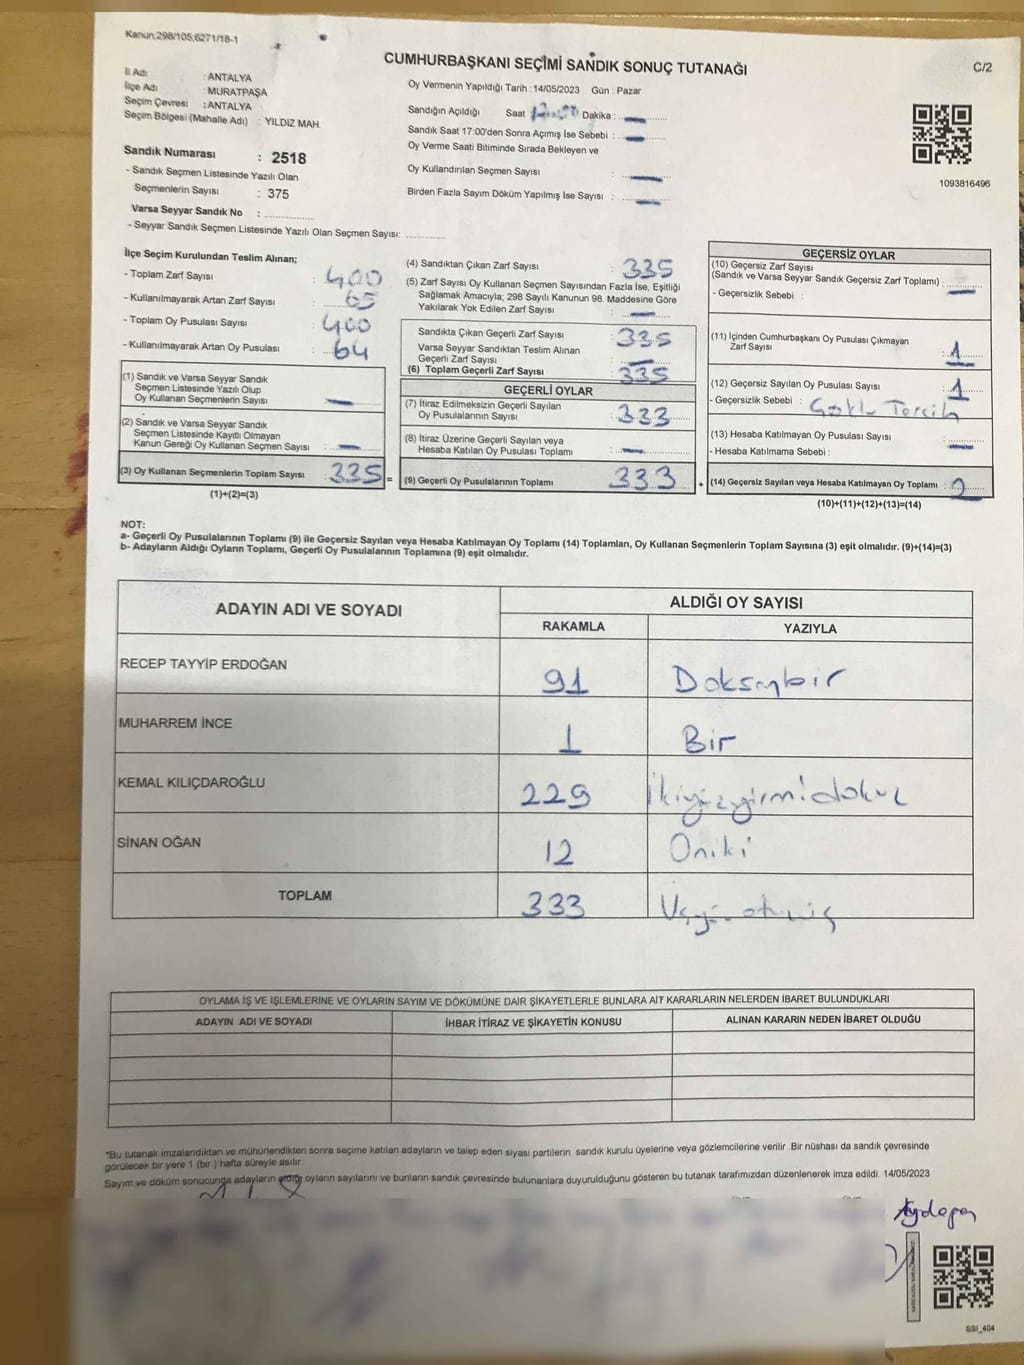 Kanun;298/105;6271/18-1
CUMHURBAŞKANI SEÇİMİ SANDIK SONUÇ TUTANAĞI
C/2
İl Adı : ANTALYA
İlçe Adı : MURATPAŞA
Seçim Çevresi : ANTALYA
Seçim Bölgesi (Mahalle Adı) : YILDIZ MAH
Sandık Numarası : 2518
- Sandık Seçmen Listesinde Yazılı Olan
Seçmenlerin Sayısı : 375
Varsa Seyyar Sandık No : ................
- Seyyar Sandık Seçmen Listesinde Yazılı Olan Seçmen Sayısı: ............
Oy Vermenin Yapıldığı Tarih : 14/05/2023 Gün : Pazar
Sandığın Açıldığı Saat Dakika : —
Sandık Saat 17:00'den Sonra Açımış İse Sebebi : —
Oy Verme Saati Bitiminde Sırada Bekleyen ve
Oy Kullandırılan Seçmen Sayısı : —
Birden Fazla Sayım Döküm Yapılmış İse Sayısı : —
1093816496
İlçe Seçim Kurulundan Teslim Alınan;
- Toplam Zarf Sayısı : 400
- Kullanılmayarak Artan Zarf Sayısı : 65
- Toplam Oy Pusulası Sayısı : 400
- Kullanılmayarak Artan Oy Pusulası : 64
(1) Sandık ve Varsa Seyyar Sandık
Seçmen Listesinde Yazılı Olup
Oy Kullanan Seçmenlerin Sayısı : —
(2) Sandık ve Varsa Seyyar Sandık
Seçmen Listesinde Kayıtlı Olmayan
Kanun Gereği Oy Kullanan Seçmen Sayısı : —
(3) Oy Kullanan Seçmenlerin Toplam Sayısı 335 =
(1)+(2)=(3)
(4) Sandıktan Çıkan Zarf Sayısı : 335
(5) Zarf Sayısı Oy Kullanan Seçmen Sayısından Fazla İse, Eşitliği
Sağlamak Amacıyla; 298 Sayılı Kanunun 98. Maddesine Göre
Yakılarak Yok Edilen Zarf Sayısı : —
Sandıkta Çıkan Geçerli Zarf Sayısı : 335
Varsa Seyyar Sandıktan Teslim Alınan
Geçerli Zarf Sayısı : —
(6) Toplam Geçerli Zarf Sayısı : 335
GEÇERLİ OYLAR
(7) İtiraz Edilmeksizin Geçerli Sayılan
Oy Pusulalarının Sayısı : 333
(8) İtiraz Üzerine Geçerli Sayılan veya
Hesaba Katılan Oy Pusulası Toplamı : —
(9) Geçerli Oy Pusulalarının Toplamı 333 +
GEÇERSİZ OYLAR
(10) Geçersiz Zarf Sayısı
(Sandık ve Varsa Seyyar Sandık Geçersiz Zarf Toplamı) : —
- Geçersizlik Sebebi :
(11) İçinden Cumhurbaşkanı Oy Pusulası Çıkmayan
Zarf Sayısı : 1
(12) Geçersiz Sayılan Oy Pusulası Sayısı : 1
- Geçersizlik Sebebi : Çoklu Tercih
(13) Hesaba Katılmayan Oy Pusulası Sayısı : —
- Hesaba Katılmama Sebebi :
(14) Geçersiz Sayılan veya Hesaba Katılmayan Oy Toplamı : 2
(10)+(11)+(12)+(13)=(14)
NOT:
a- Geçerli Oy Pusulalarının Toplamı (9) ile Geçersiz Sayılan veya Hesaba Katılmayan Oy Toplamı (14) Toplamları, Oy Kullanan Seçmenlerin Toplam Sayısına (3) eşit olmalıdır. (9)+(14)=(3)
b- Adayların Aldığı Oyların Toplamı, Geçerli Oy Pusulalarının Toplamına (9) eşit olmalıdır.
ADAYIN ADI VE SOYADI
ALDIĞI OY SAYISI
RAKAMLA YAZIYLA
RECEP TAYYİP ERDOĞAN 91 Doksanbir
MUHARREM İNCE 1 Bir
KEMAL KILIÇDAROĞLU 229 İkiyüzyirmidokuz
SİNAN OĞAN 12 Oniki
TOPLAM 333
OYLAMA İŞ VE İŞLEMLERİNE VE OYLARIN SAYIM VE DÖKÜMÜNE DAİR ŞİKAYETLERLE BUNLARA AİT KARARLARIN NELERDEN İBARET BULUNDUKLARI
ADAYIN ADI VE SOYADI İHBAR İTİRAZ VE ŞİKAYETİN KONUSU ALINAN KARARIN NEDEN İBARET OLDUĞU
*Bu tutanak imzalandıktan ve mühürlendikten sonra seçime katılan adayların ve talep eden siyasi partilerin sandık kurulu üyelerine veya gözlemcilerine verilir Bir nüshası da sandık çevresinde
görülecek bir yere 1 (bir ) hafta süreyle asılır
Sayım ve döküm sonucunda adayların aldığı oyların sayılarını ve bunların sandık çevresinde bulunanlara duyurulduğunu gösteren bu tutanak tarafımızdan düzenlenerek imza edildi. 14/05/2023
SSI_404